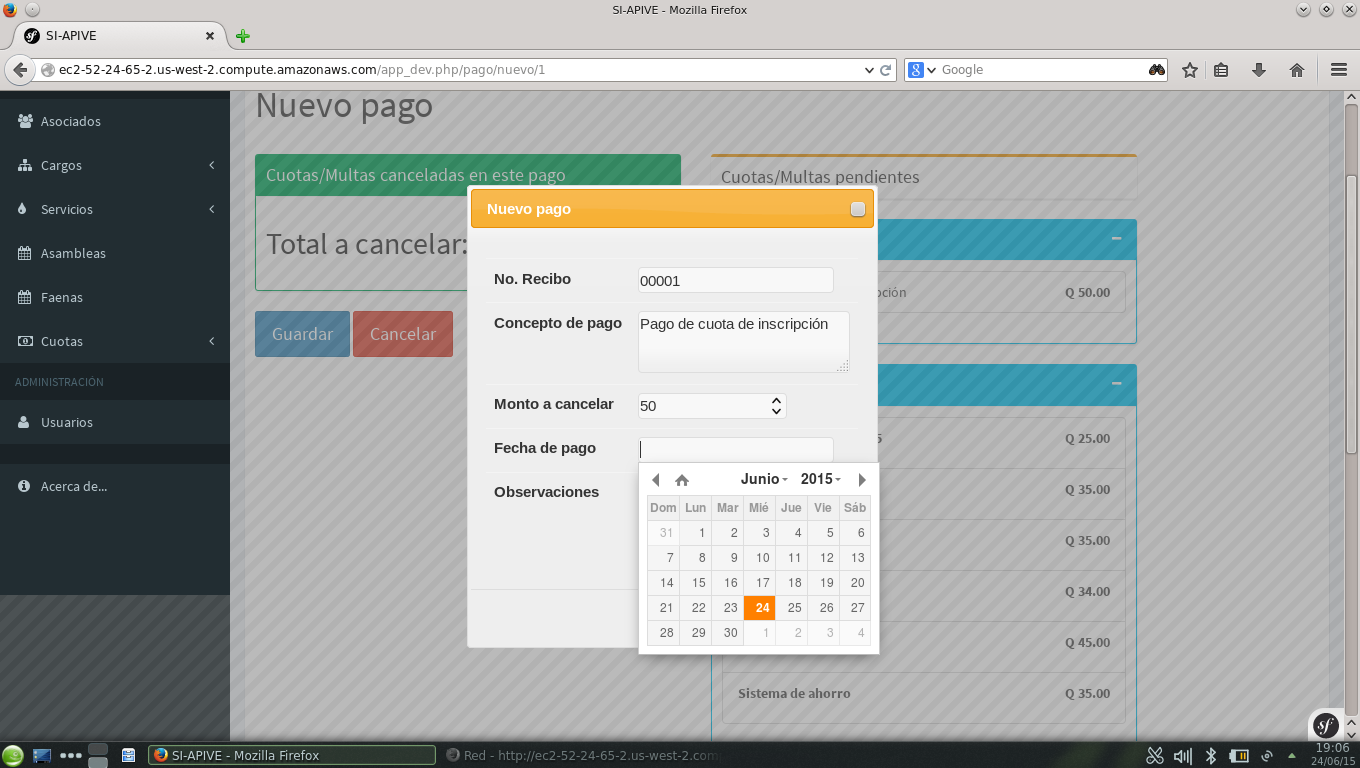 SI-APIVE - Mozilla Firefox
SI-APIVE
ec2-52-24-65-2.us-west-2.compute.amazonaws.com/app_dev.php/pago/nuevo/1
Google
Asociados
Cargos
Servicios
Asambleas
Faenas
Cuotas
ADMINISTRACIÓN
Usuarios
Acerca de...
Nuevo pago
Cuotas/Multas canceladas en este pago
Total a cancelar:
Guardar
Cancelar
Cuotas/Multas pendientes
Q 50.00
Q 25.00
Q 35.00
Q 35.00
Q 34.00
Q 45.00
Sistema de ahorro Q 35.00
Nuevo pago
No. Recibo 00001
Concepto de pago Pago de cuota de inscripción
Monto a cancelar 50
Fecha de pago
Observaciones
Junio 2015
Dom Lun Mar Mié Jue Vie Sáb
31 1 2 3 4 5 6
7 8 9 10 11 12 13
14 15 16 17 18 19 20
21 22 23 24 25 26 27
28 29 30 1 2 3 4
sf
SI-APIVE - Mozilla Firefox
Red - http://ec2-52-24-65-2.us-west-2.com
19:06
24/06/15